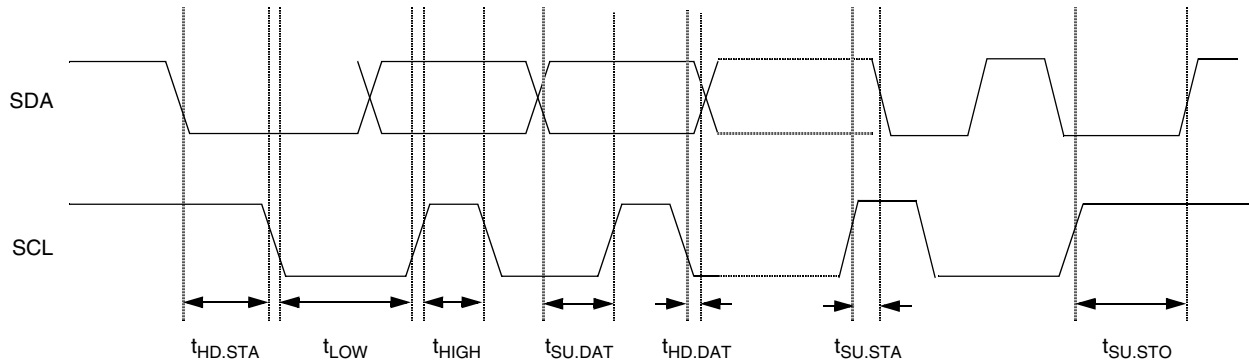 SDA
SCL
tHD.STA tLOW tHIGH tSU.DAT tHD.DAT tSU.STA tSU.STO